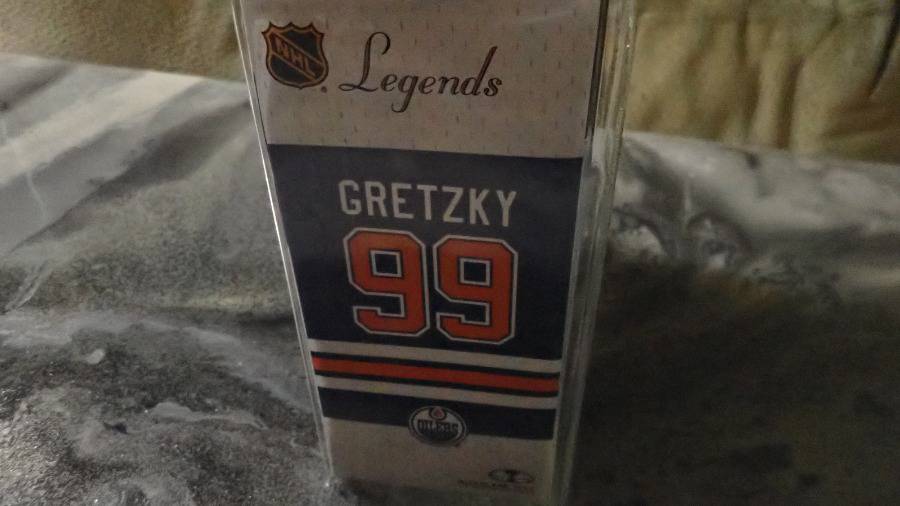 NHL
Legends
GRETZKY
99
OILERS